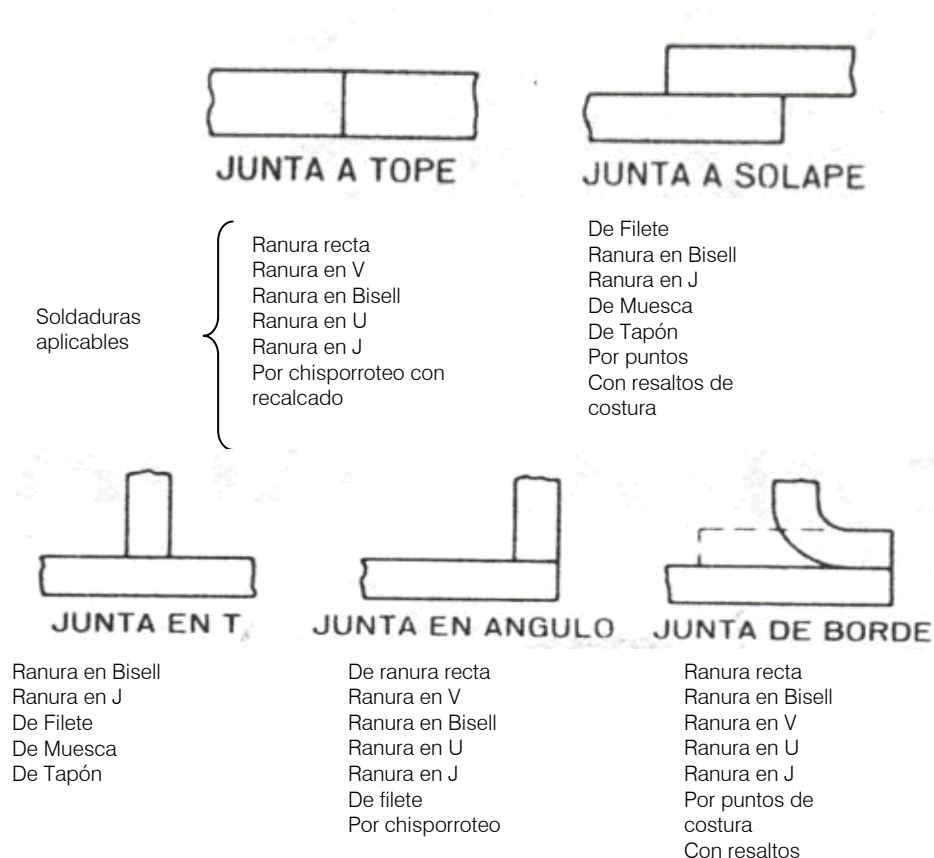 JUNTA A TOPE
JUNTA A SOLAPE
Soldaduras
aplicables
Ranura recta
Ranura en V
Ranura en Bisell
Ranura en U
Ranura en J
Por chisporroteo con
recalcado
De Filete
Ranura en Bisell
Ranura en J
De Muesca
De Tapón
Por puntos
Con resaltos de
costura
JUNTA EN T
JUNTA EN ANGULO
JUNTA DE BORDE
Ranura en Bisell
Ranura en J
De Filete
De Muesca
De Tapón
De ranura recta
Ranura en V
Ranura en Bisell
Ranura en U
Ranura en J
De filete
Por chisporroteo
Ranura recta
Ranura en Bisell
Ranura en V
Ranura en U
Ranura en J
Por puntos de
costura
Con resaltos